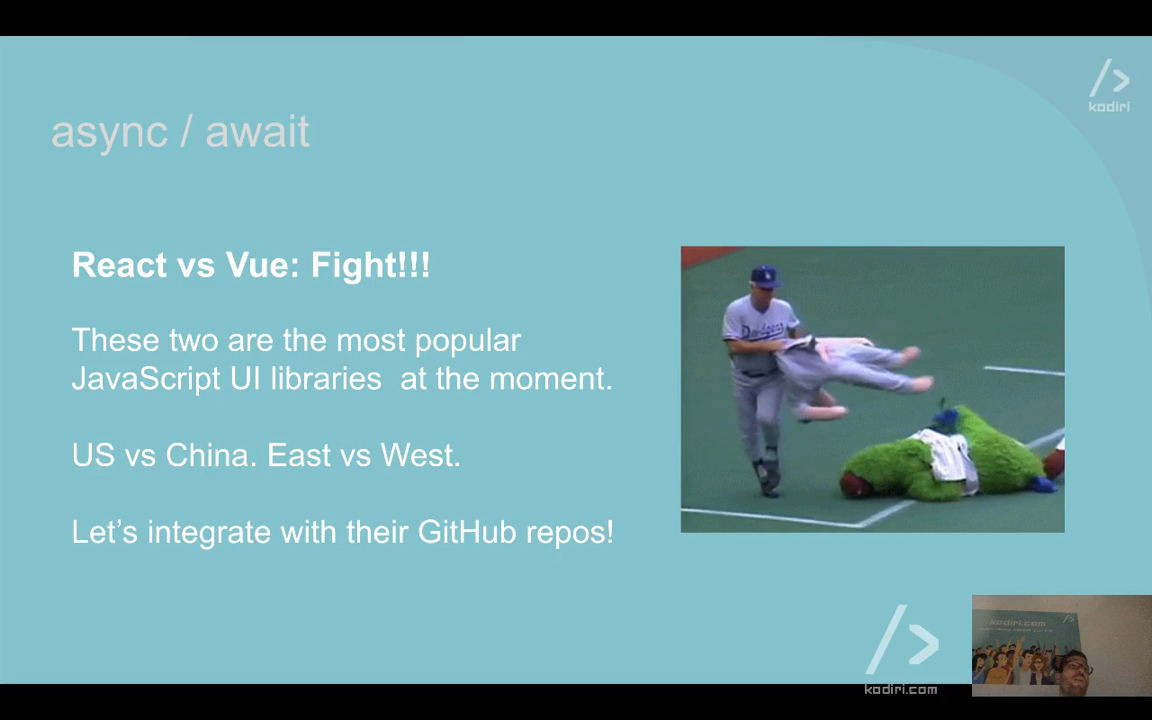 kodiri
async / await
React vs Vue: Fight!!!
These two are the most popular
JavaScript UI libraries  at the moment.
US vs China. East vs West.
Let’s integrate with their GitHub repos!
Dodgers
kodiri.com
kodiri.com